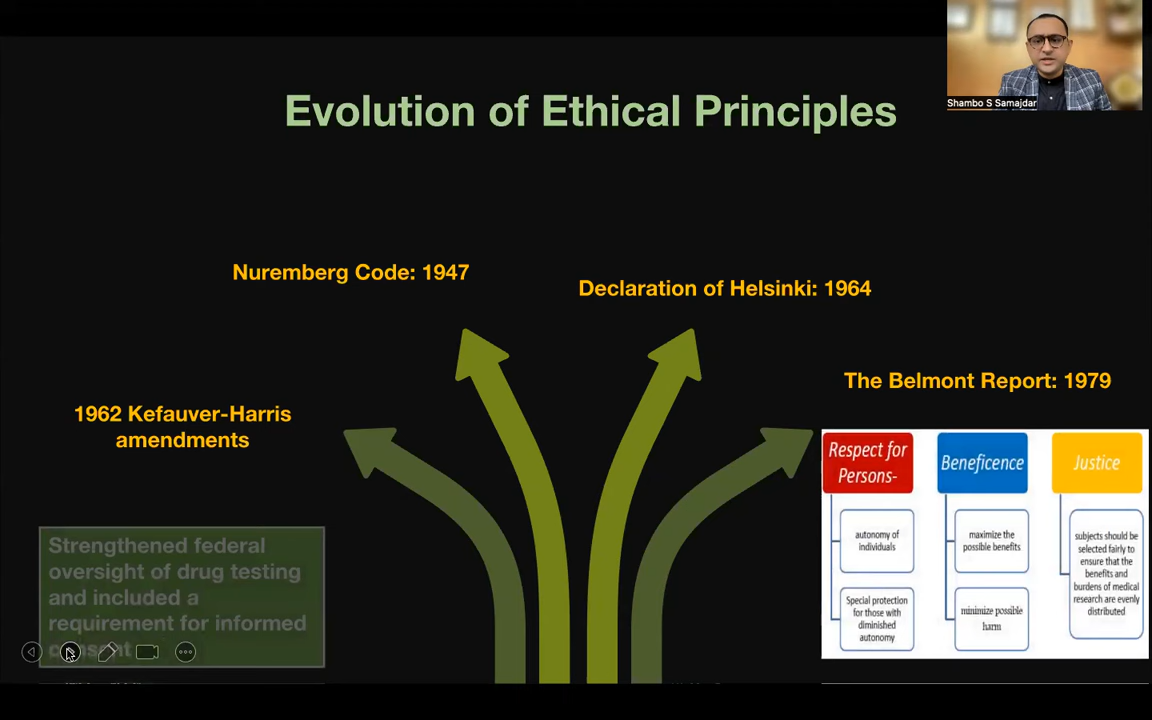 Shambo S Samajdar
Evolution of Ethical Principles
Nuremberg Code: 1947
Declaration of Helsinki: 1964
The Belmont Report: 1979
1962 Kefauver-Harris
amendments
Respect for
Persons-
autonomy of
individuals
Special protection
for those with
diminished
autonomy
Beneficence
maximize the
possible benefits
minimize possible
harm
Justice
subjects should be
selected fairly to
ensure that the
benefits and
burdens of medical
research are evenly
distributed
Strengthened federal
oversight of drug testing
and included a
requirement for informed
consent